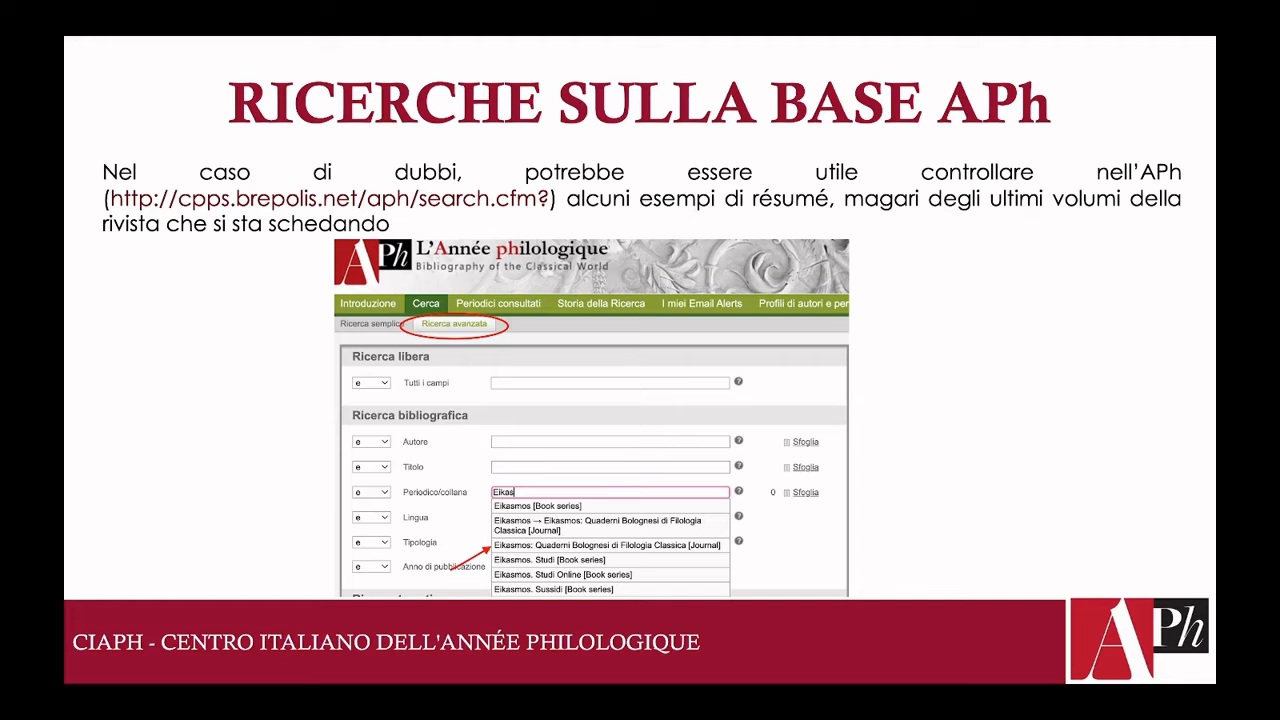 RICERCHE SULLA BASE APh
Nel caso di dubbi, potrebbe essere utile controllare nell'APh
(http://cpps.brepolis.net/aph/search.cfm?) alcuni esempi di résumé, magari degli ultimi volumi della
rivista che si sta schedando
APh L'Année philologique
Bibliography of the Classical World
Introduzione Cerca Periodici consultati Storia della Ricerca I miei Email Alerts Profili di autori e per
Ricerca semplic Ricerca avanzata
Ricerca libera
e Tutti i campi ?
Ricerca bibliografica
e Autore ? Sfoglia
e Titolo ? Sfoglia
e Periodico/collana Eikas ? 0 Sfoglia
Eikasmos [Book series]
e Lingua ?
Eikasmos → Eikasmos: Quaderni Bolognesi di Filologia
Classica [Journal]
e Tipologia Eikasmos: Quaderni Bolognesi di Filologia Classica [Journal] ?
Eikasmos. Studi [Book series]
e Anno di pubblicazione
Eikasmos. Studi Online [Book series]
Eikasmos. Sussidi [Book series]
CIAPH - CENTRO ITALIANO DELL'ANNÉE PHILOLOGIQUE
APh